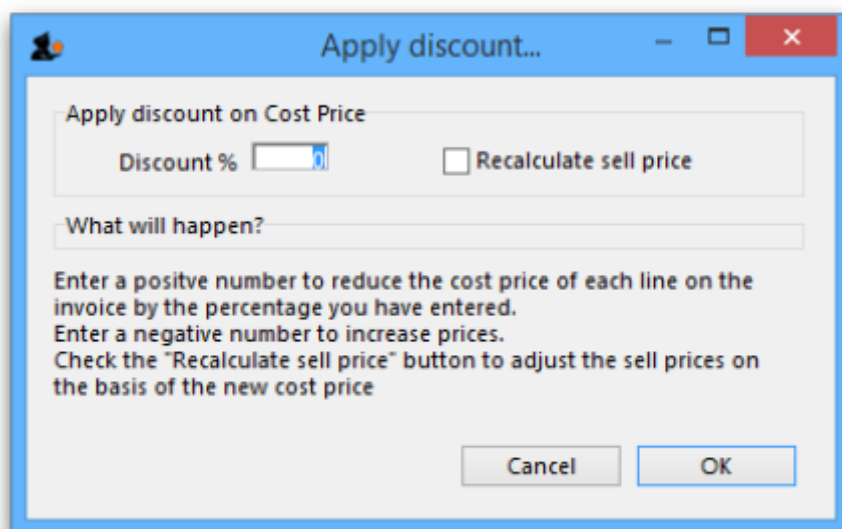 Apply discount...
Apply discount on Cost Price
Discount % 0 Recalculate sell price
What will happen?
Enter a positve number to reduce the cost price of each line on the
invoice by the percentage you have entered.
Enter a negative number to increase prices.
Check the "Recalculate sell price" button to adjust the sell prices on
the basis of the new cost price
Cancel OK